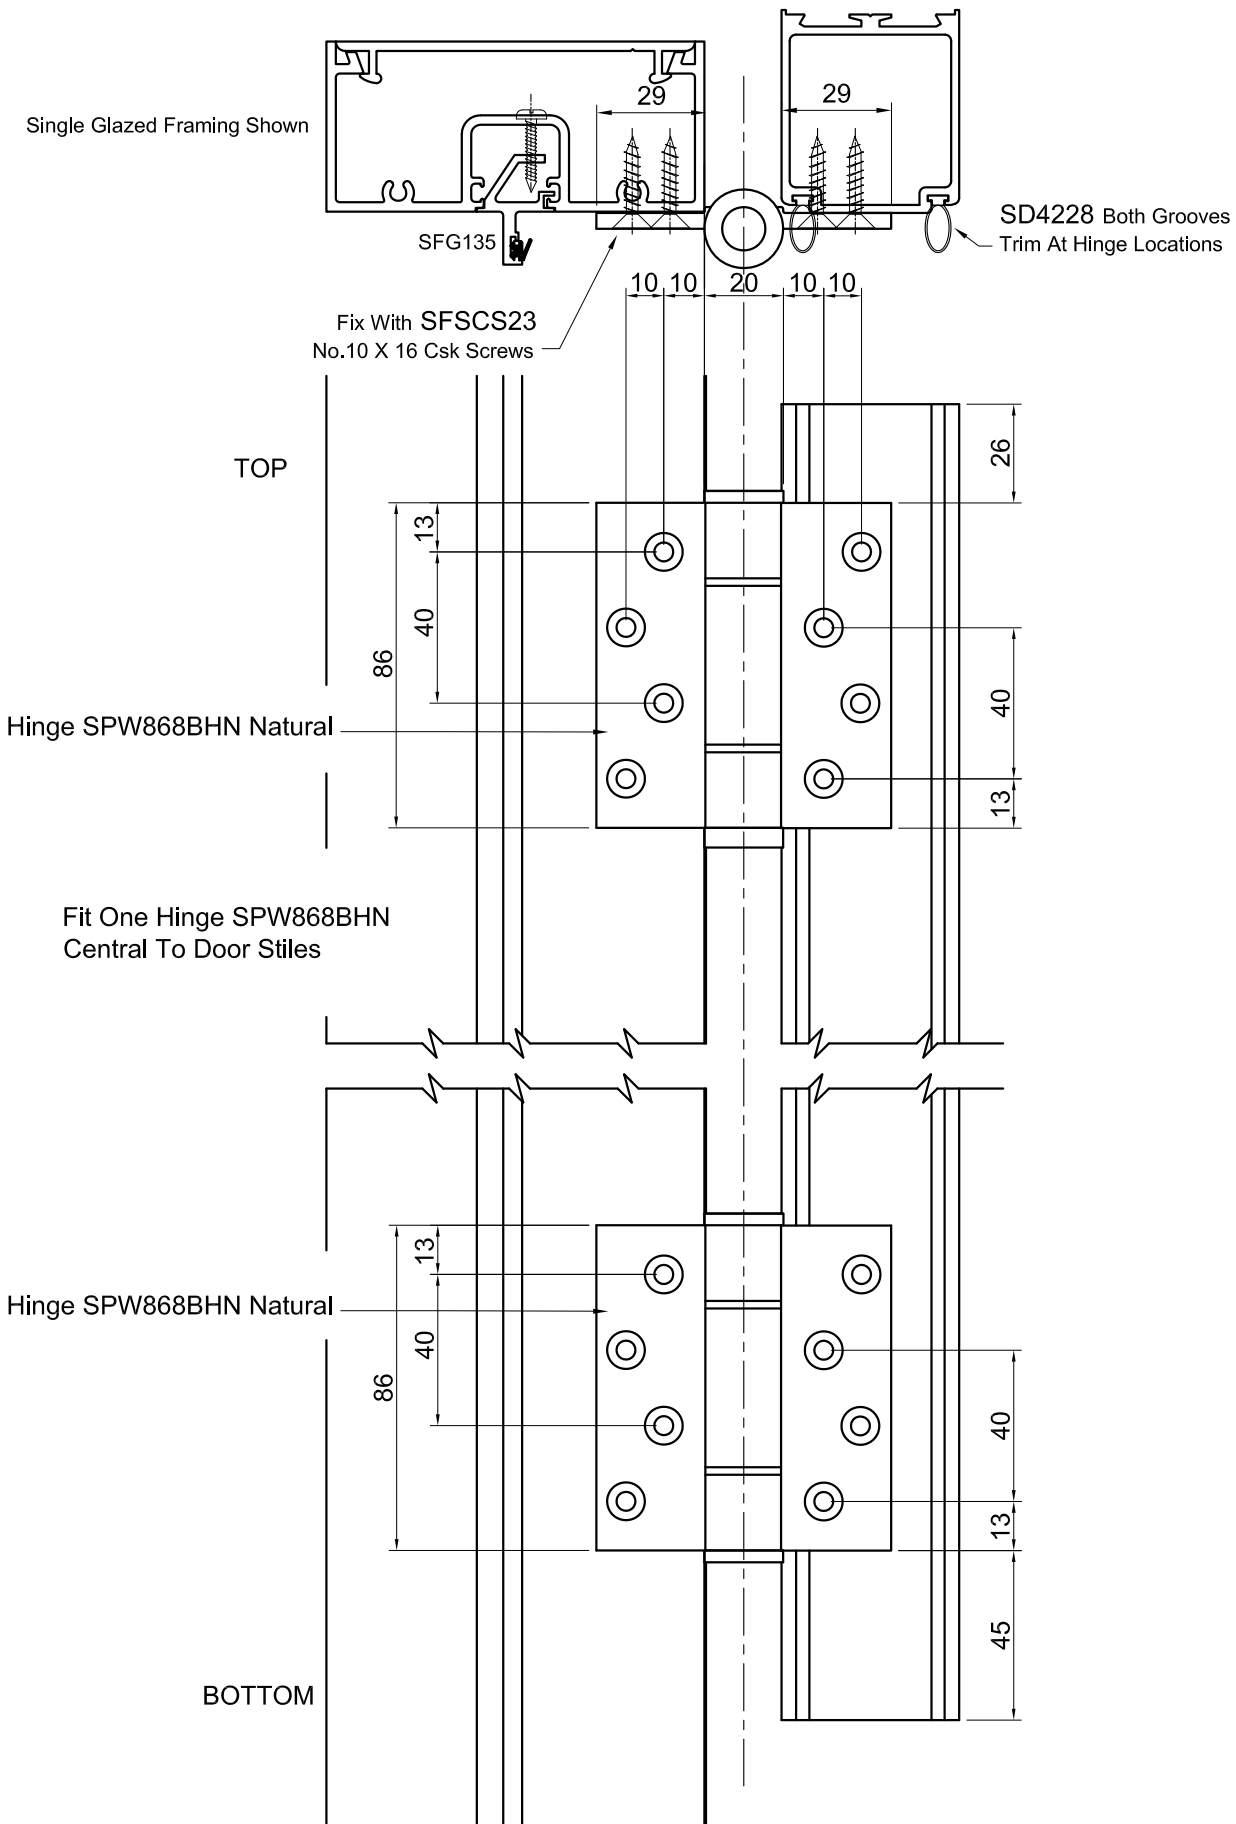 29
29
Single Glazed Framing Shown
SD4228 Both Grooves
Trim At Hinge Locations
SFG135
10 10 20 10 10
Fix With SFSCS23
No.10 X 16 Csk Screws
TOP
26
13
40
86
40
13
Hinge SPW868BHN Natural
Fit One Hinge SPW868BHN
Central To Door Stiles
13
Hinge SPW868BHN Natural
40
86
40
13
45
BOTTOM